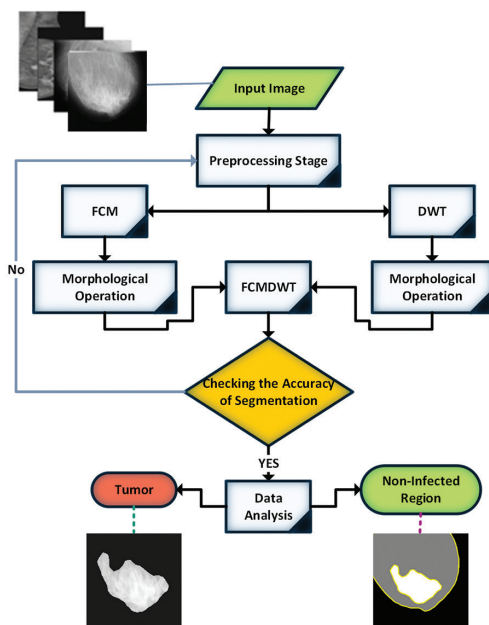 Input Image
Preprocessing Stage
FCM
DWT
No
Morphological
Operation
FCMDWT
Morphological
Operation
Checking the Accuracy
of Segmentation
YES
Tumor
Data
Analysis
Non-Infected
Region